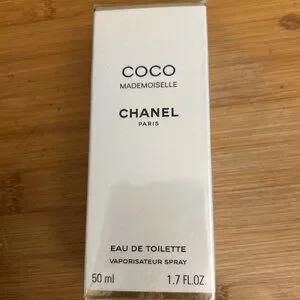 COCO
MADEMOISELLE
CHANEL
PARIS
EAU DE TOILETTE
VAPORISATEUR SPRAY
50 ml 1.7 FL.OZ